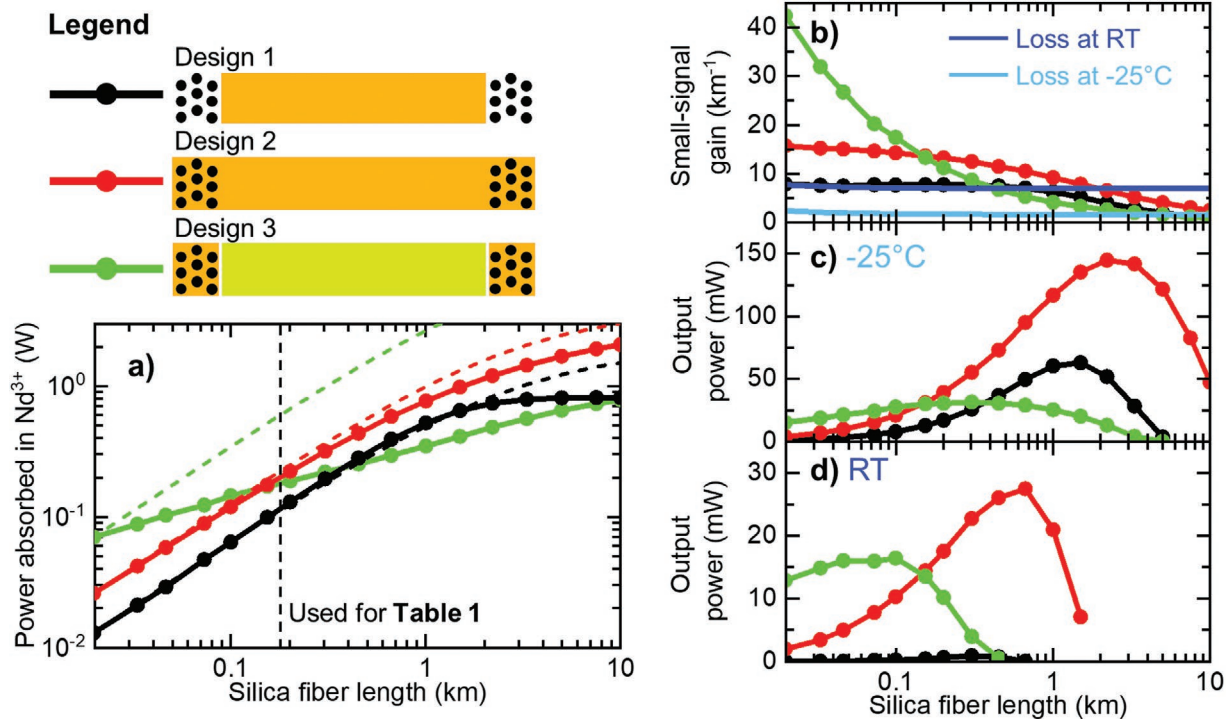 Legend
Design 1
Design 2
Design 3
a)
Power absorbed in Nd³⁺ (W)
10⁰
10⁻¹
10⁻²
Used for Table 1
0.1 1 10
Silica fiber length (km)
b)
Loss at RT
Loss at -25°C
Small-signal
gain (km⁻¹)
40
30
20
10
0
c) -25°C
Output
power (mW)
150
100
50
0
d) RT
Output
power (mW)
30
20
10
0
0.1 1 10
Silica fiber length (km)